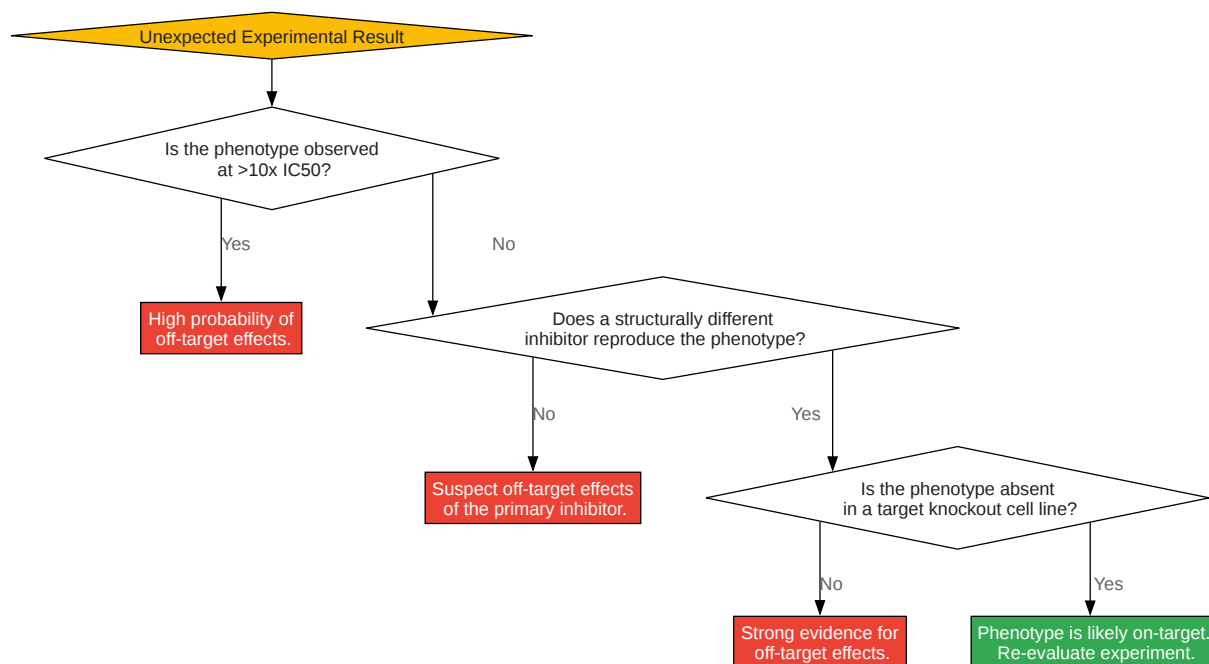 Unexpected Experimental Result
Is the phenotype observed
at >10x IC50?
Yes
No
High probability of
off-target effects.
Does a structurally different
inhibitor reproduce the phenotype?
No
Yes
Suspect off-target effects
of the primary inhibitor.
Is the phenotype absent
in a target knockout cell line?
No
Yes
Strong evidence for
off-target effects.
Phenotype is likely on-target.
Re-evaluate experiment.